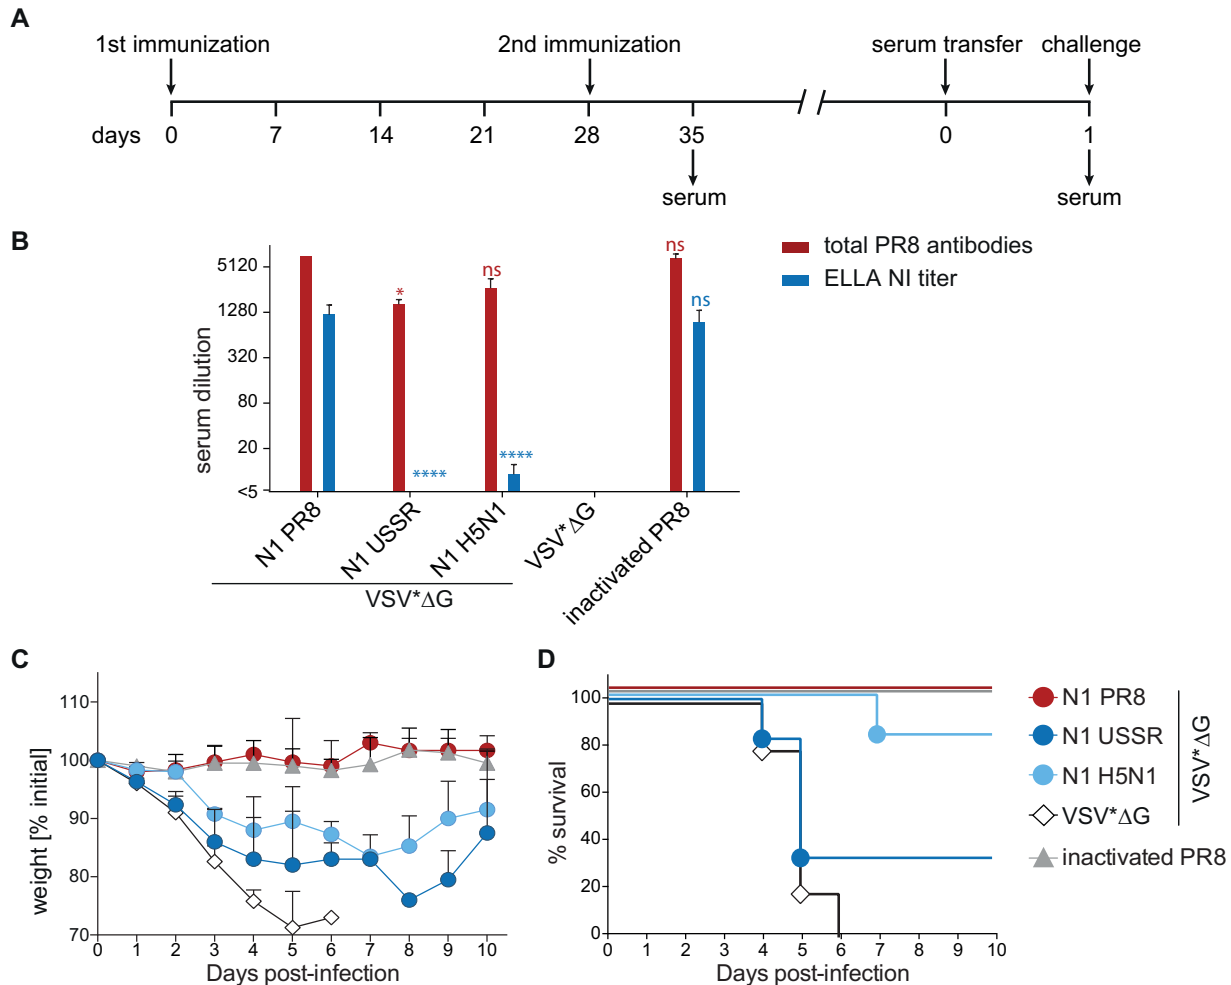 A
1st immunization
2nd immunization
serum transfer
challenge
days
0
7
14
21
28
35
0
1
serum
serum
B
serum dilution
5120
1280
320
80
20
<5
*
****
ns
****
ns
ns
total PR8 antibodies
ELLA NI titer
N1 PR8
N1 USSR
N1 H5N1
VSV*ΔG
inactivated PR8
VSV*ΔG
C
weight [% initial]
110
100
90
80
70
0 1 2 3 4 5 6 7 8 9 10
Days post-infection
D
% survival
100
80
60
40
20
0
0 1 2 3 4 5 6 7 8 9 10
Days post-infection
N1 PR8
N1 USSR
N1 H5N1
VSV*ΔG
inactivated PR8
VSV*ΔG